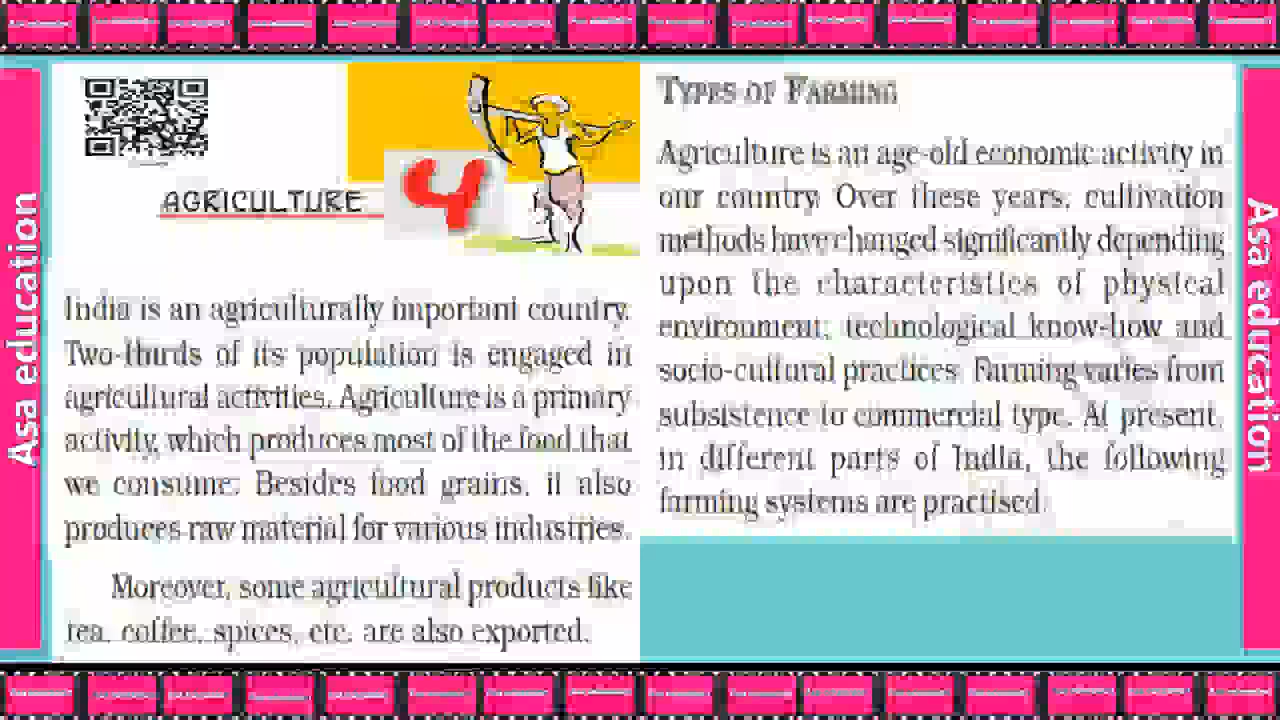 AGRICULTURE
4
India is an agriculturally important country.
Two-thirds of its population is engaged in
agricultural activities. Agriculture is a primary
activity, which produces most of the food that
we consume. Besides food grains, it also
produces raw material for various industries.
Moreover, some agricultural products like
tea, coffee, spices, etc. are also exported.
TYPES OF FARMING
Agriculture is an age-old economic activity in
our country. Over these years, cultivation
methods have changed significantly depending
upon the characteristics of physical
environment, technological know-how and
socio-cultural practices. Farming varies from
subsistence to commercial type. At present,
in different parts of India, the following
farming systems are practised.
Asa education
Asa education